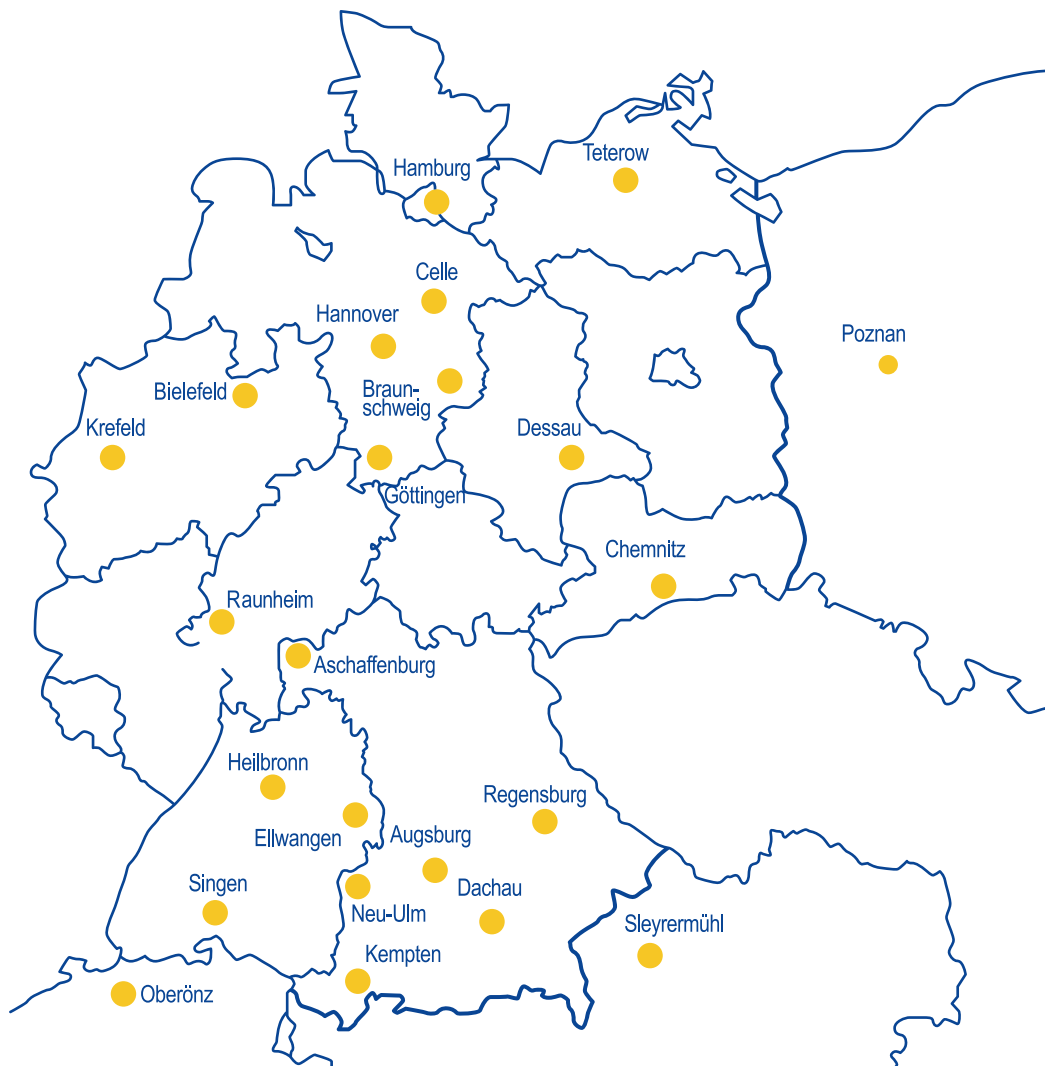 Teterow
Hamburg
Celle
Hannover
Poznan
Bielefeld
Braun-
schweig
Krefeld
Dessau
Göttingen
Chemnitz
Raunheim
Aschaffenburg
Heilbronn
Regensburg
Ellwangen
Augsburg
Singen
Dachau
Neu-Ulm
Sleyrermühl
Kempten
Oberönz